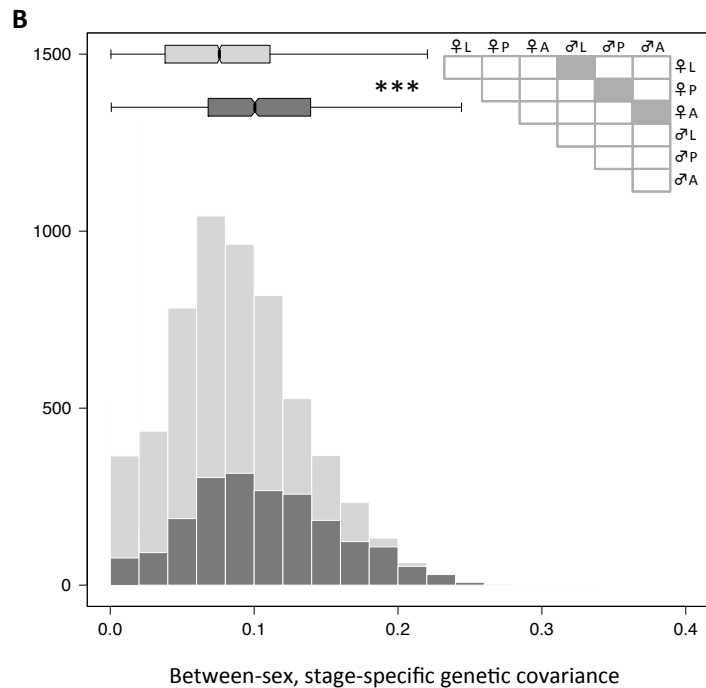 B
1500
♀L ♀P ♀A ♂L ♂P ♂A
♀L
♀P
***
♀A
♂L
♂P
♂A
1000
500
0
0.0 0.1 0.2 0.3 0.4
Between-sex, stage-specific genetic covariance